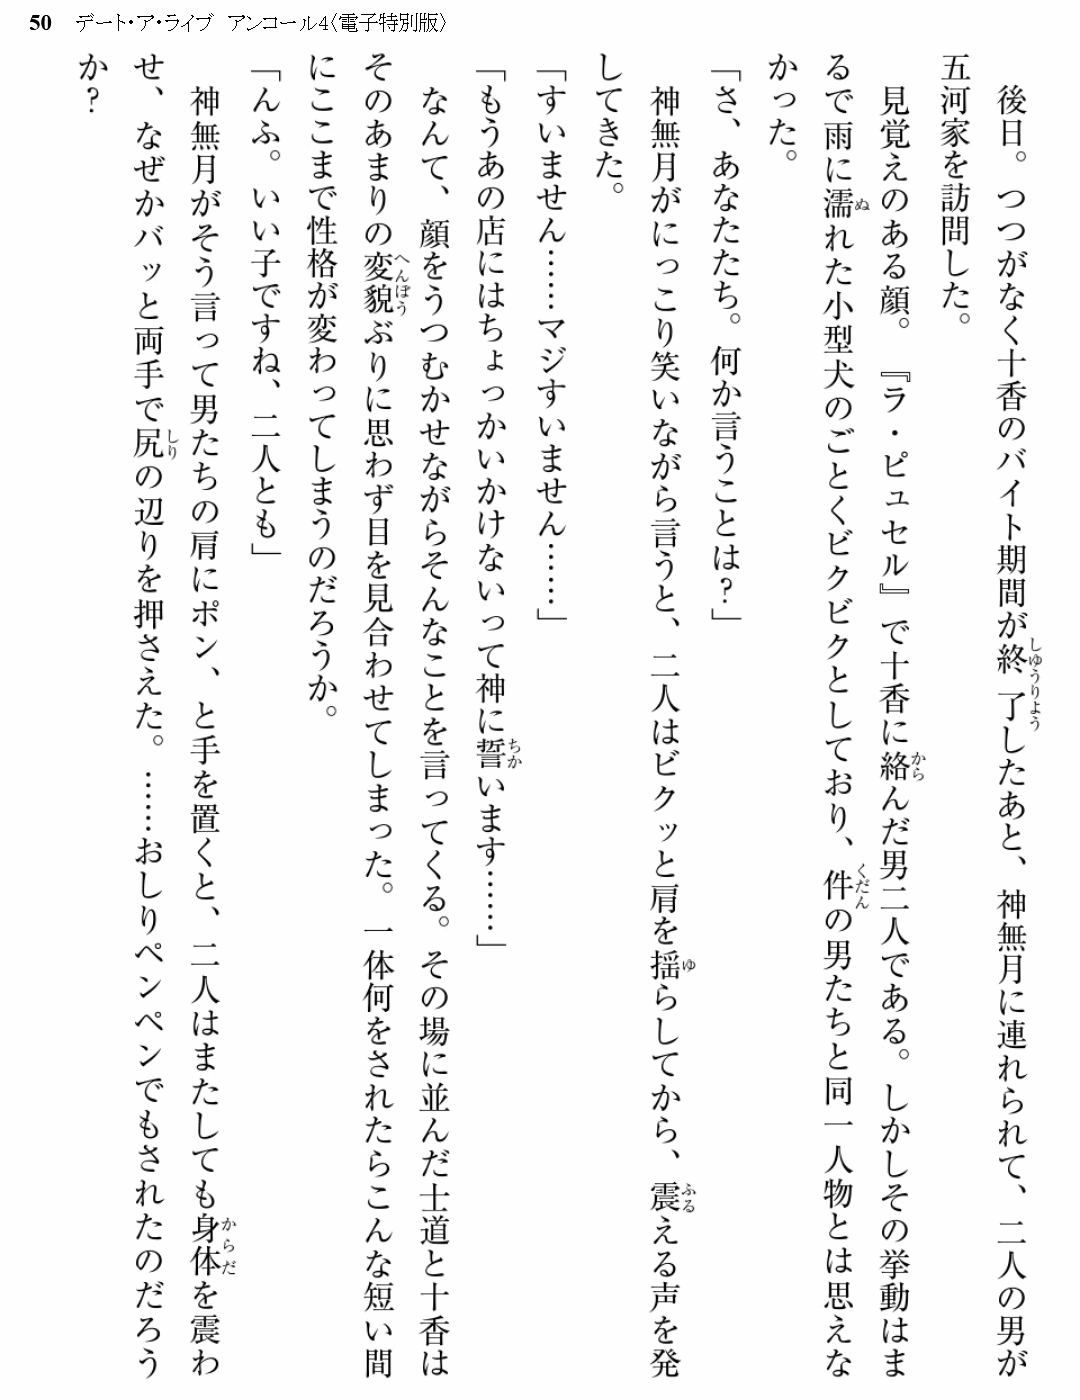 50 デート・ア・ライブ アンコール4〈電子特別版〉
後日。つつがなく十香のバイト期間が終了したあと、神無月に連れられて、二人の男が
五河家を訪問した。
見覚えのある顔。『ラ・ピュセル』で十香に絡んだ男二人である。しかしその挙動はま
るで雨に濡れた小型犬のごとくビクビクとしており、件の男たちと同一人物とは思えな
かった。
「さ、あなたたち。何か言うことは?」
神無月がにっこり笑いながら言うと、二人はビクッと肩を揺らしてから、震える声を発
してきた。
「すいません……マジすいません……」
「もうあの店にはちょっかいかけないって神に誓います……」
なんて、顔をうつむかせながらそんなことを言ってくる。その場に並んだ士道と十香は
そのあまりの変貌ぶりに思わず目を見合わせてしまった。一体何をされたらこんな短い間
にここまで性格が変わってしまうのだろうか。
「んふ。いい子ですね、二人とも」
神無月がそう言って男たちの肩にポン、と手を置くと、二人はまたしても身体を震わ
せ、なぜかバッと両手で尻の辺りを押さえた。……おしりペンペンでもされたのだろう
か?